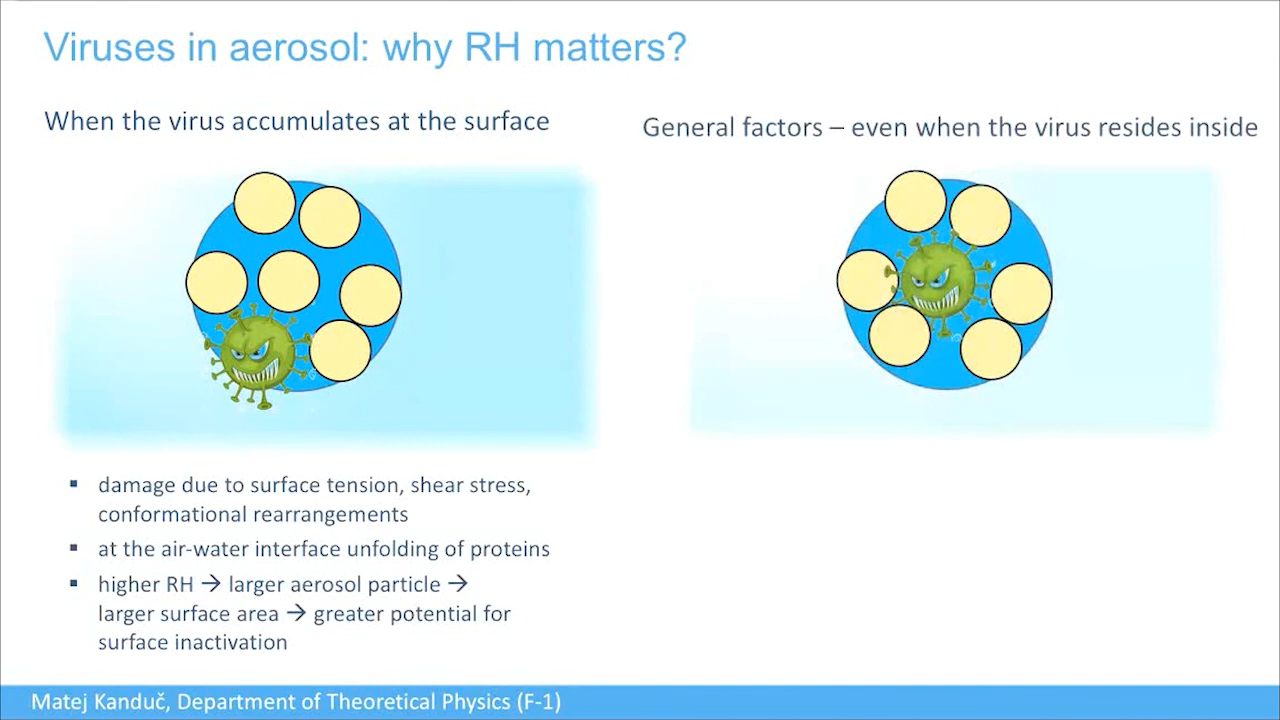 Viruses in aerosol: why RH matters?
When the virus accumulates at the surface
General factors – even when the virus resides inside
▪ damage due to surface tension, shear stress,
conformational rearrangements
▪ at the air-water interface unfolding of proteins
▪ higher RH → larger aerosol particle →
larger surface area → greater potential for
surface inactivation
Matej Kanduč, Department of Theoretical Physics (F-1)